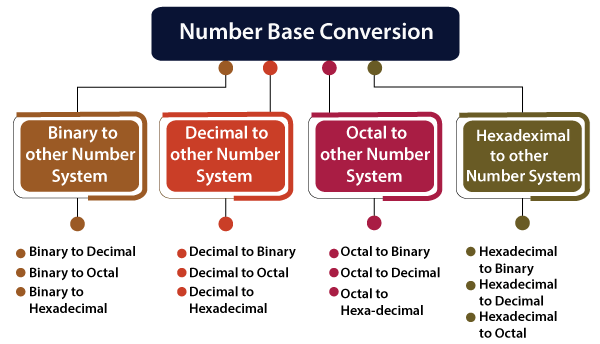 Number Base Conversion
Binary to
other Number
System
Decimal to
other Number
System
Octal to
other Number
System
Hexadeximal
to other
Number System
Binary to Decimal
Binary to Octal
Binary to
Hexadecimal
Decimal to Binary
Decimal to Octal
Decimal to
Hexadecimal
Octal to Binary
Octal to Decimal
Octal to
Hexa-decimal
Hexadecimal
to Binary
Hexadecimal
to Decimal
Hexadecimal
to Octal